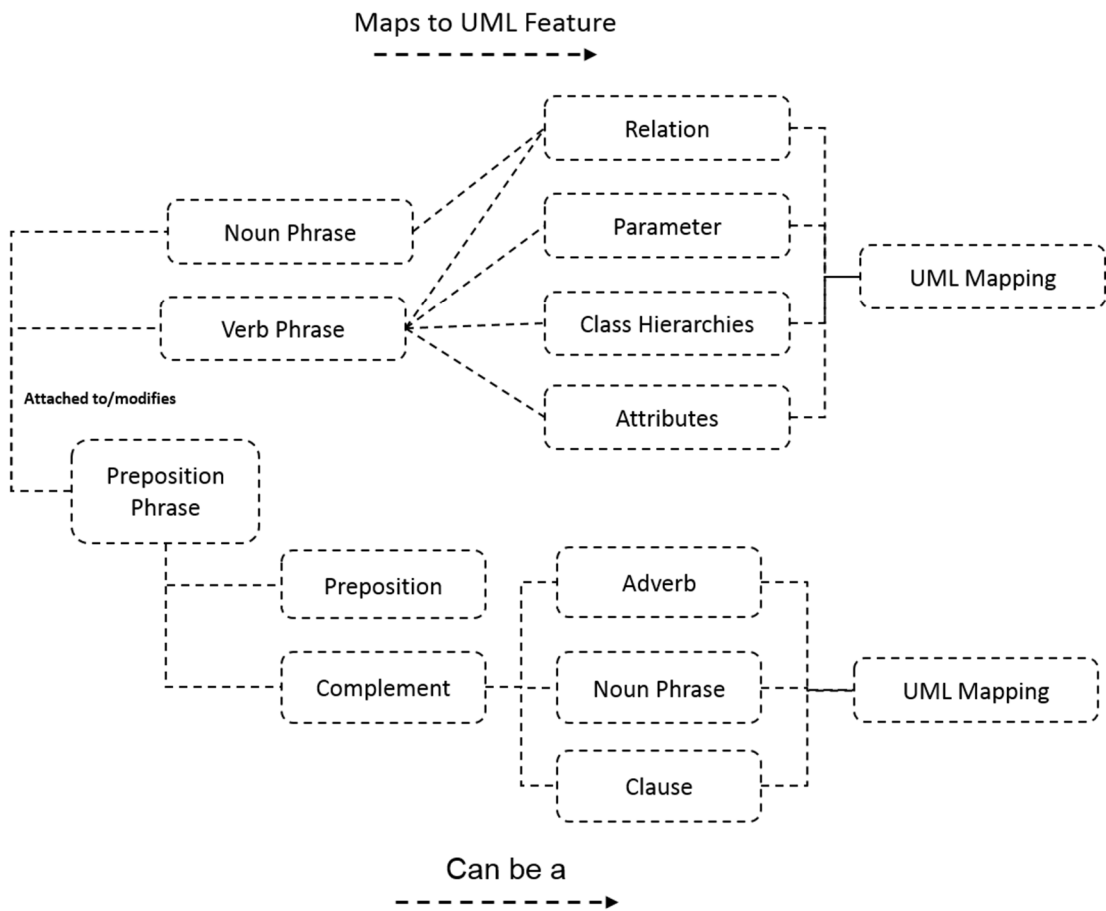 Maps to UML Feature
Relation
Noun Phrase
Parameter
UML Mapping
Verb Phrase
Class Hierarchies
Attached to/modifies
Attributes
Preposition
Phrase
Preposition
Adverb
Complement
Noun Phrase
UML Mapping
Clause
Can be a